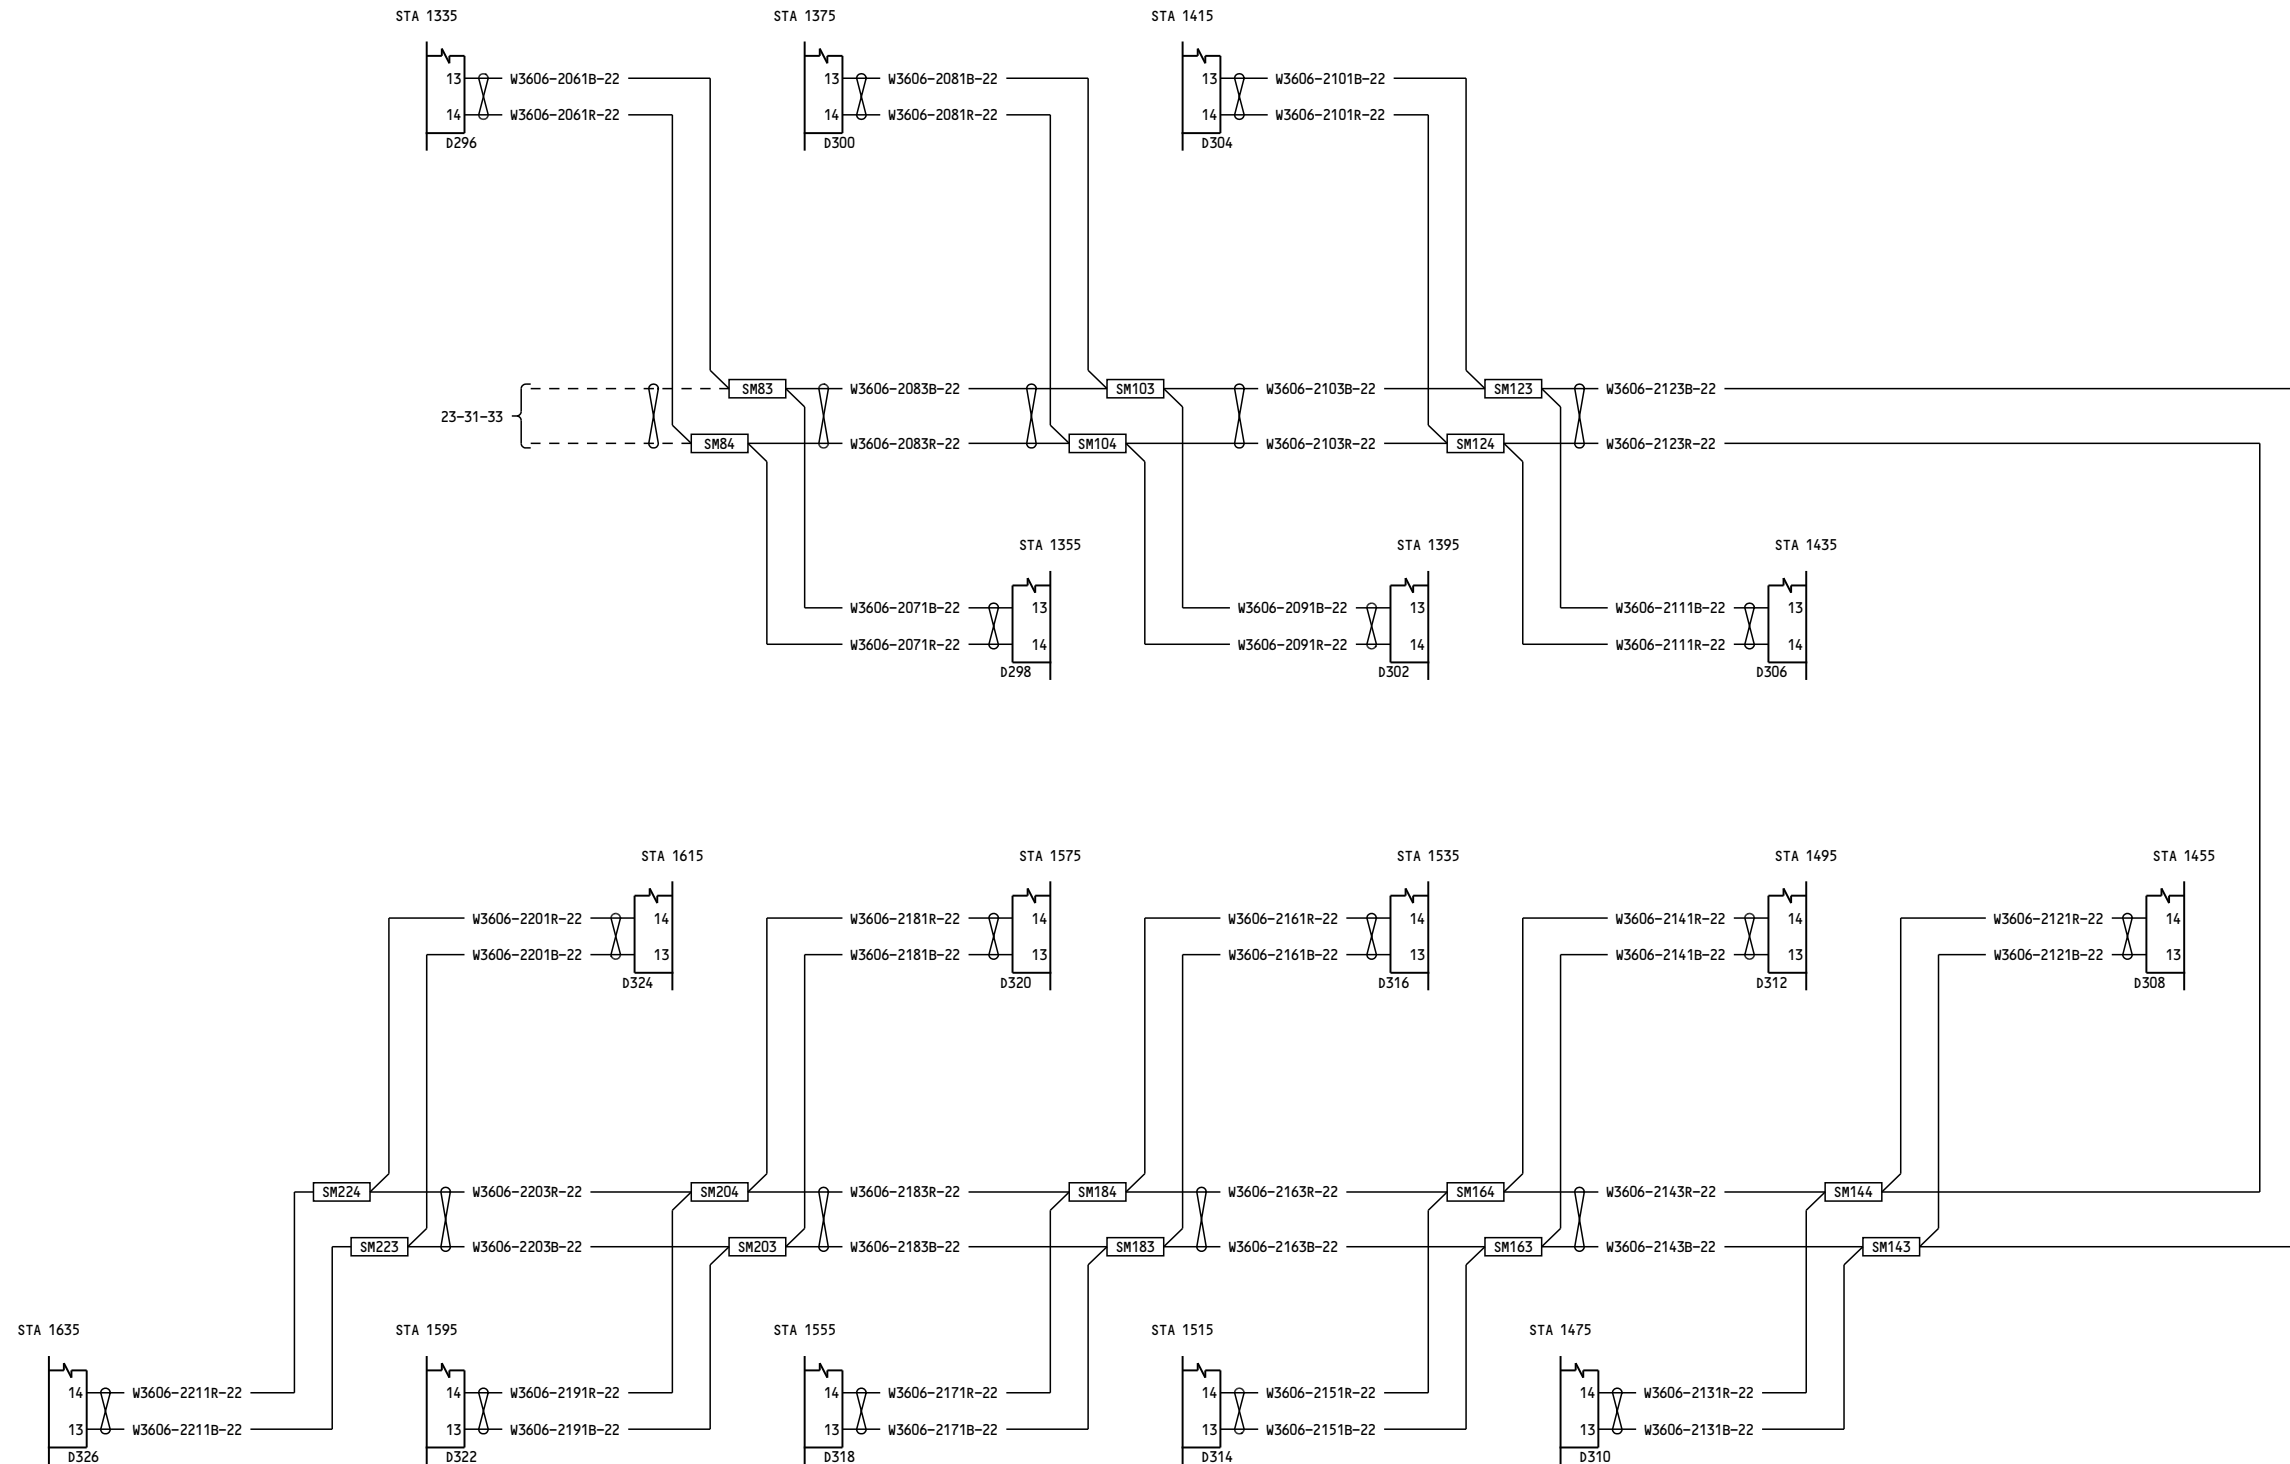 STA 1335 STA 1375 STA 1415
13 W3606-2061B-22 13 W3606-2081B-22 13 W3606-2101B-22
14 W3606-2061R-22 14 W3606-2081R-22 14 W3606-2101R-22
D296 D300 D304
SM83 W3606-2083B-22 SM103 W3606-2103B-22 SM123 W3606-2123B-22
23-31-33
SM84 W3606-2083R-22 SM104 W3606-2103R-22 SM124 W3606-2123R-22
STA 1355 STA 1395 STA 1435
W3606-2071B-22 13 W3606-2091B-22 13 W3606-2111B-22 13
W3606-2071R-22 14 W3606-2091R-22 14 W3606-2111R-22 14
D298 D302 D306
STA 1615 STA 1575 STA 1535 STA 1495 STA 1455
W3606-2201R-22 14 W3606-2181R-22 14 W3606-2161R-22 14 W3606-2141R-22 14 W3606-2121R-22 14
W3606-2201B-22 13 W3606-2181B-22 13 W3606-2161B-22 13 W3606-2141B-22 13 W3606-2121B-22 13
D324 D320 D316 D312 D308
SM224 W3606-2203R-22 SM204 W3606-2183R-22 SM184 W3606-2163R-22 SM164 W3606-2143R-22 SM144
SM223 W3606-2203B-22 SM203 W3606-2183B-22 SM183 W3606-2163B-22 SM163 W3606-2143B-22 SM143
STA 1635 STA 1595 STA 1555 STA 1515 STA 1475
14 W3606-2211R-22 14 W3606-2191R-22 14 W3606-2171R-22 14 W3606-2151R-22 14 W3606-2131R-22
13 W3606-2211B-22 13 W3606-2191B-22 13 W3606-2171B-22 13 W3606-2151B-22 13 W3606-2131B-22
D326 D322 D318 D314 D310